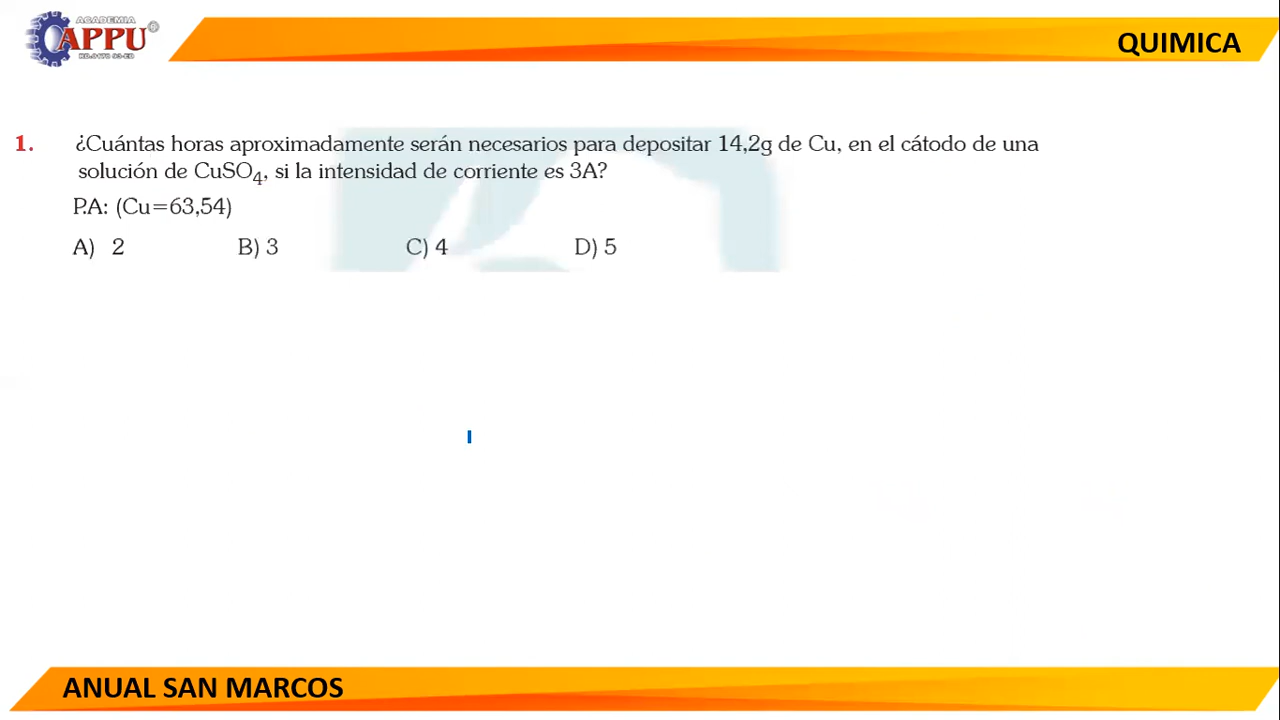 ACADEMIA
APPU
QUIMICA
1. ¿Cuántas horas aproximadamente serán necesarios para depositar 14,2g de Cu, en el cátodo de una
solución de CuSO4, si la intensidad de corriente es 3A?
P.A: (Cu=63,54)
A) 2 B) 3 C) 4 D) 5
ANUAL SAN MARCOS